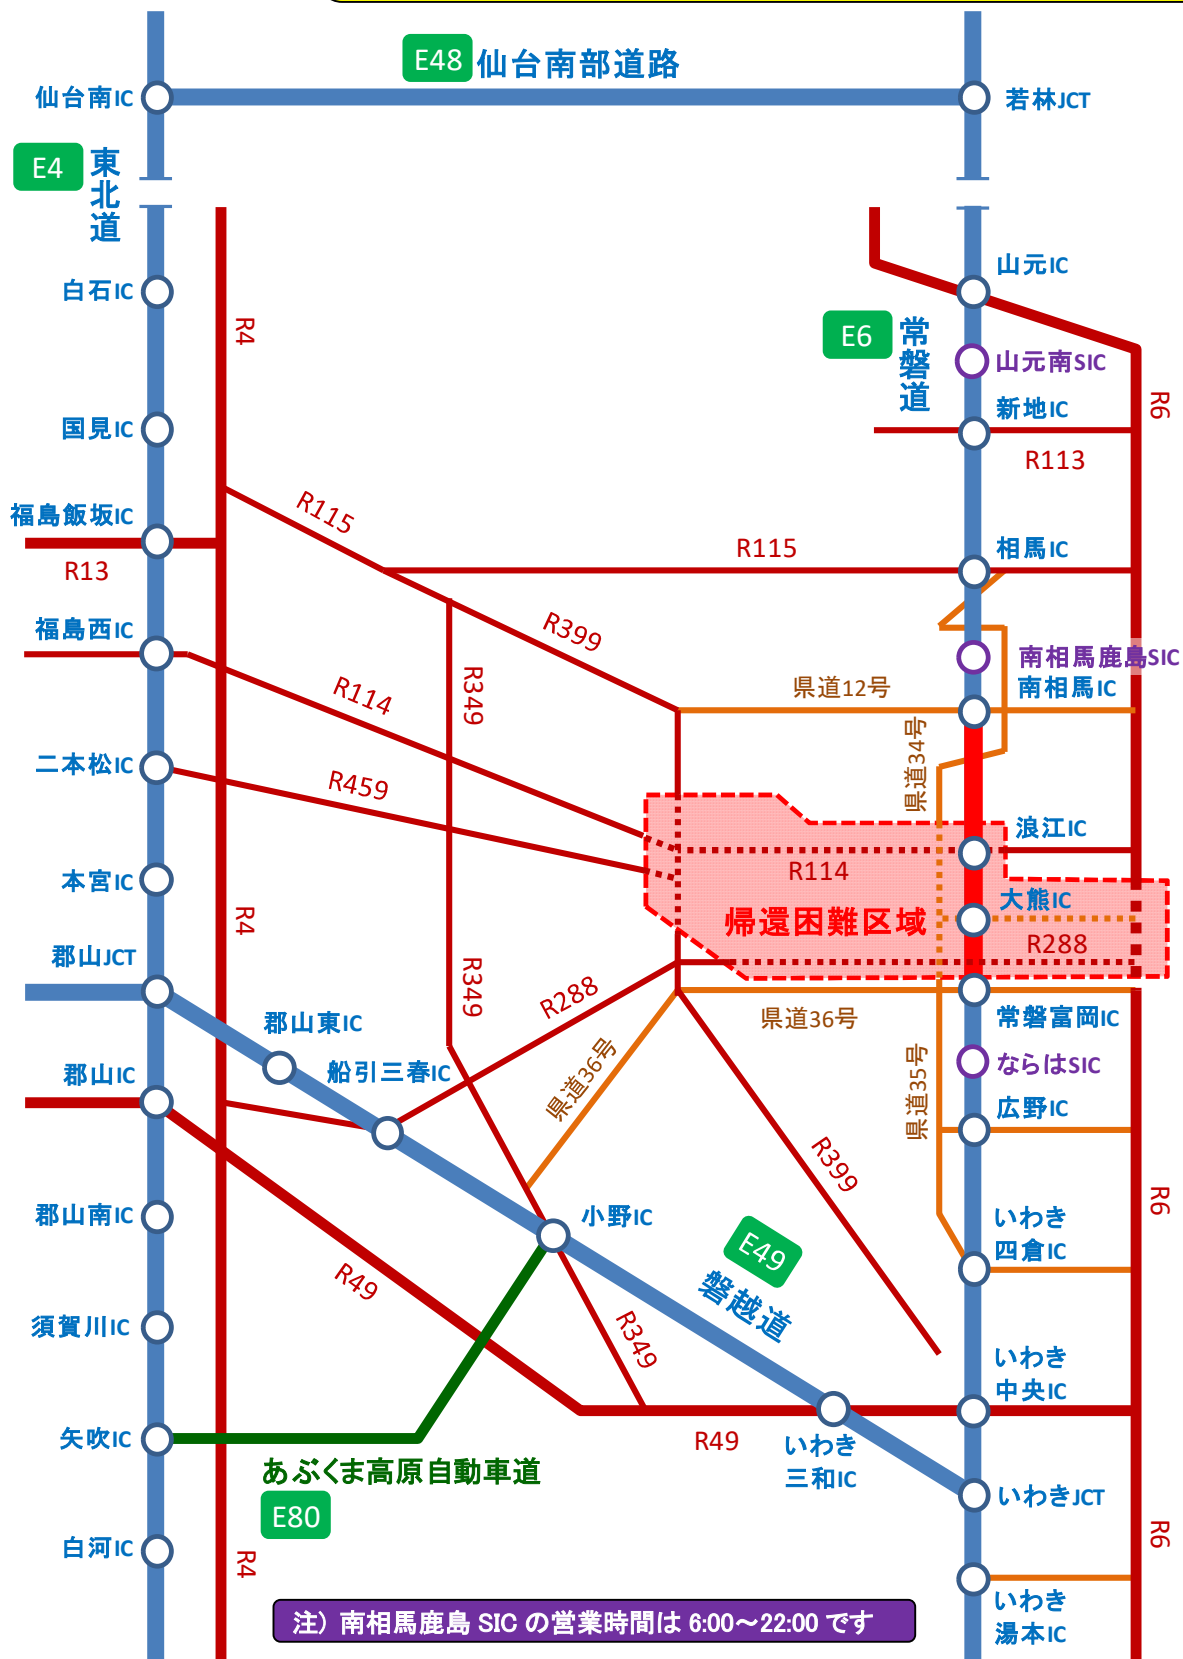 E48 仙台南部道路
仙台南IC
若林JCT
E4 東北道
白石IC
R4
山元IC
E6 常磐道
山元南SIC
R6
国見IC
新地IC
R113
福島飯坂IC
R13
R115
R115
相馬IC
福島西IC
R399
R349
南相馬鹿島SIC
R114
県道12号
南相馬IC
県道34号
二本松IC
R459
浪江IC
R114
本宮IC
R4
大熊IC
帰還困難区域
R288
郡山JCT
R349
R288
県道36号
常磐富岡IC
郡山東IC
県道36号
県道35号
船引三春IC
ならはSIC
郡山IC
広野IC
R399
郡山南IC
小野IC
R6
いわき
四倉IC
E49
磐越道
R49
須賀川IC
R349
いわき
中央IC
矢吹IC
R49
いわき
三和IC
あぶくま高原自動車道
E80
いわきJCT
白河IC
R4
R6
いわき
湯本IC
注） 南相馬鹿島 SIC の営業時間は 6:00～22:00 です